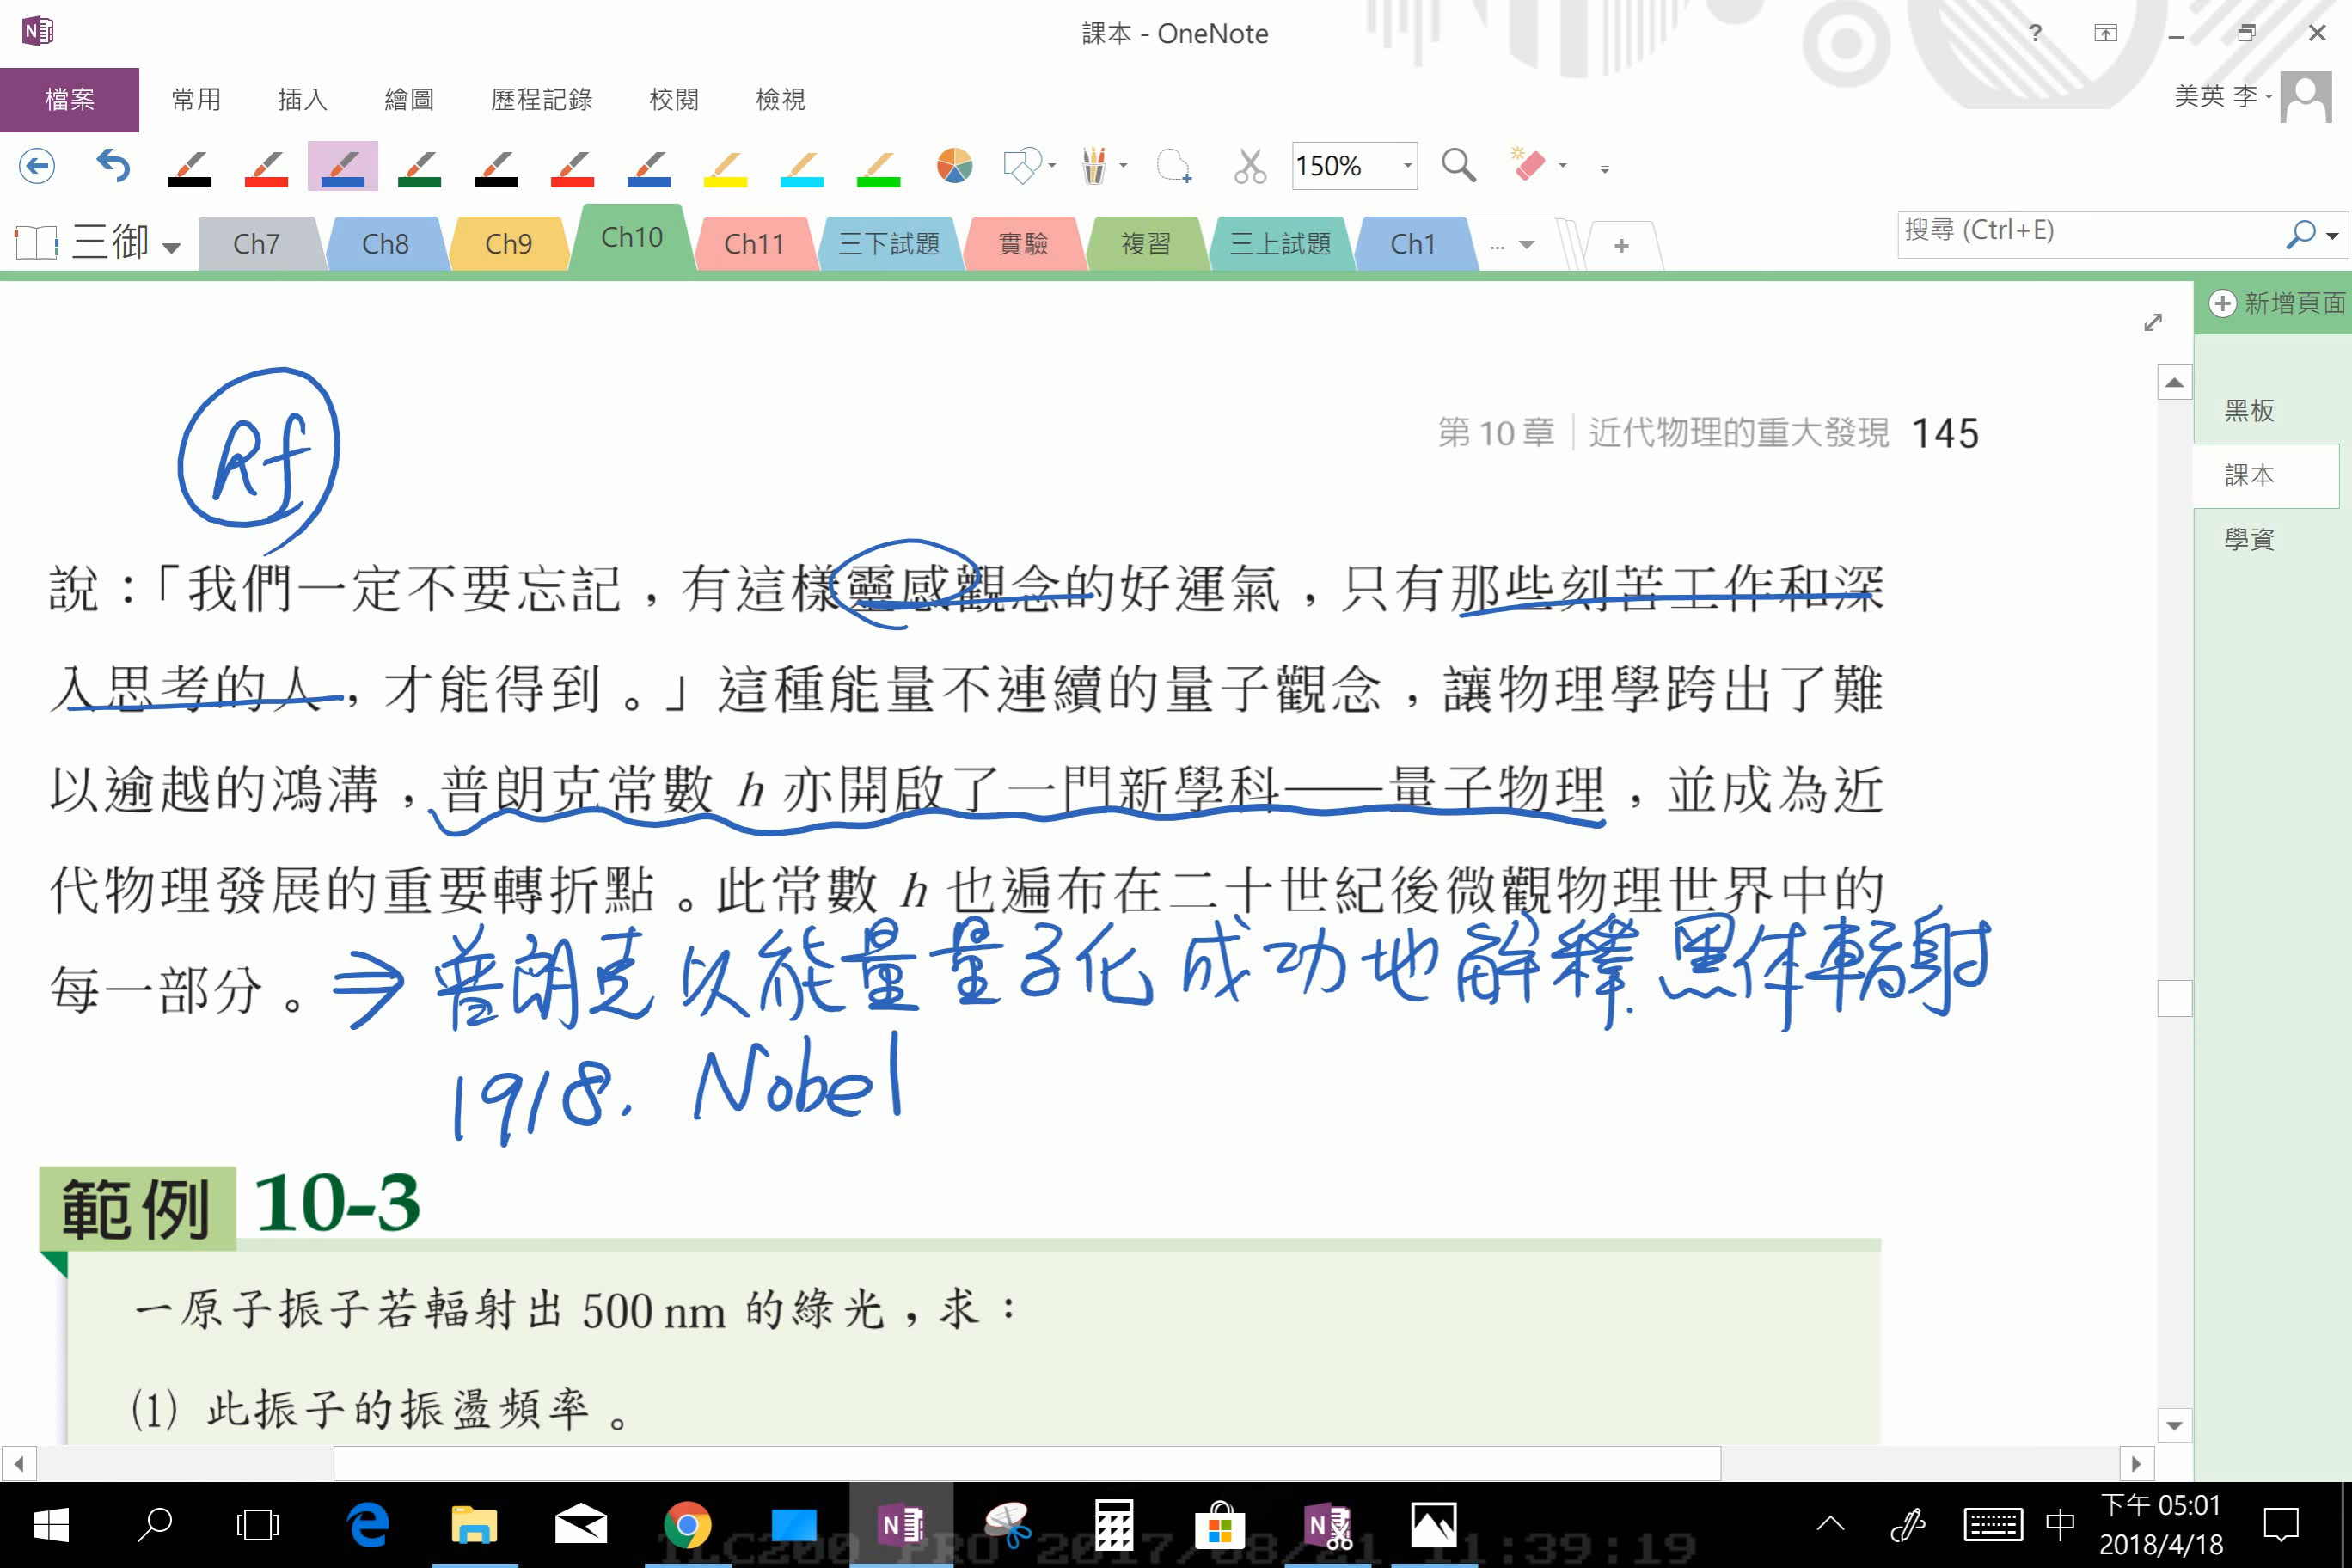 課本 - OneNote
?
檔案 常用 插入 繪圖 歷程記錄 校閱 檢視
美英 李
150%
三御 Ch7 Ch8 Ch9 Ch10 Ch11 三下試題 實驗 複習 三上試題 Ch1 ... +
搜尋 (Ctrl+E)
新增頁面
黑板
課本
學資
第 10 章 近代物理的重大發現 145
Rf
說：「我們一定不要忘記，有這樣靈感觀念的好運氣，只有那些刻苦工作和深
入思考的人，才能得到。」這種能量不連續的量子觀念，讓物理學跨出了難
以逾越的鴻溝，普朗克常數 h 亦開啟了一門新學科——量子物理，並成為近
代物理發展的重要轉折點。此常數 h 也遍布在二十世紀後微觀物理世界中的
每一部分。⇒ 普朗克以能量量子化 成功地解釋.黑体輻射
1918. Nobel
範例 10-3
一原子振子若輻射出 500 nm 的綠光，求：
(1) 此振子的振盪頻率。
中
下午 05:01
2018/4/18
ILC200 PRO 2017/08/21 11:39:19